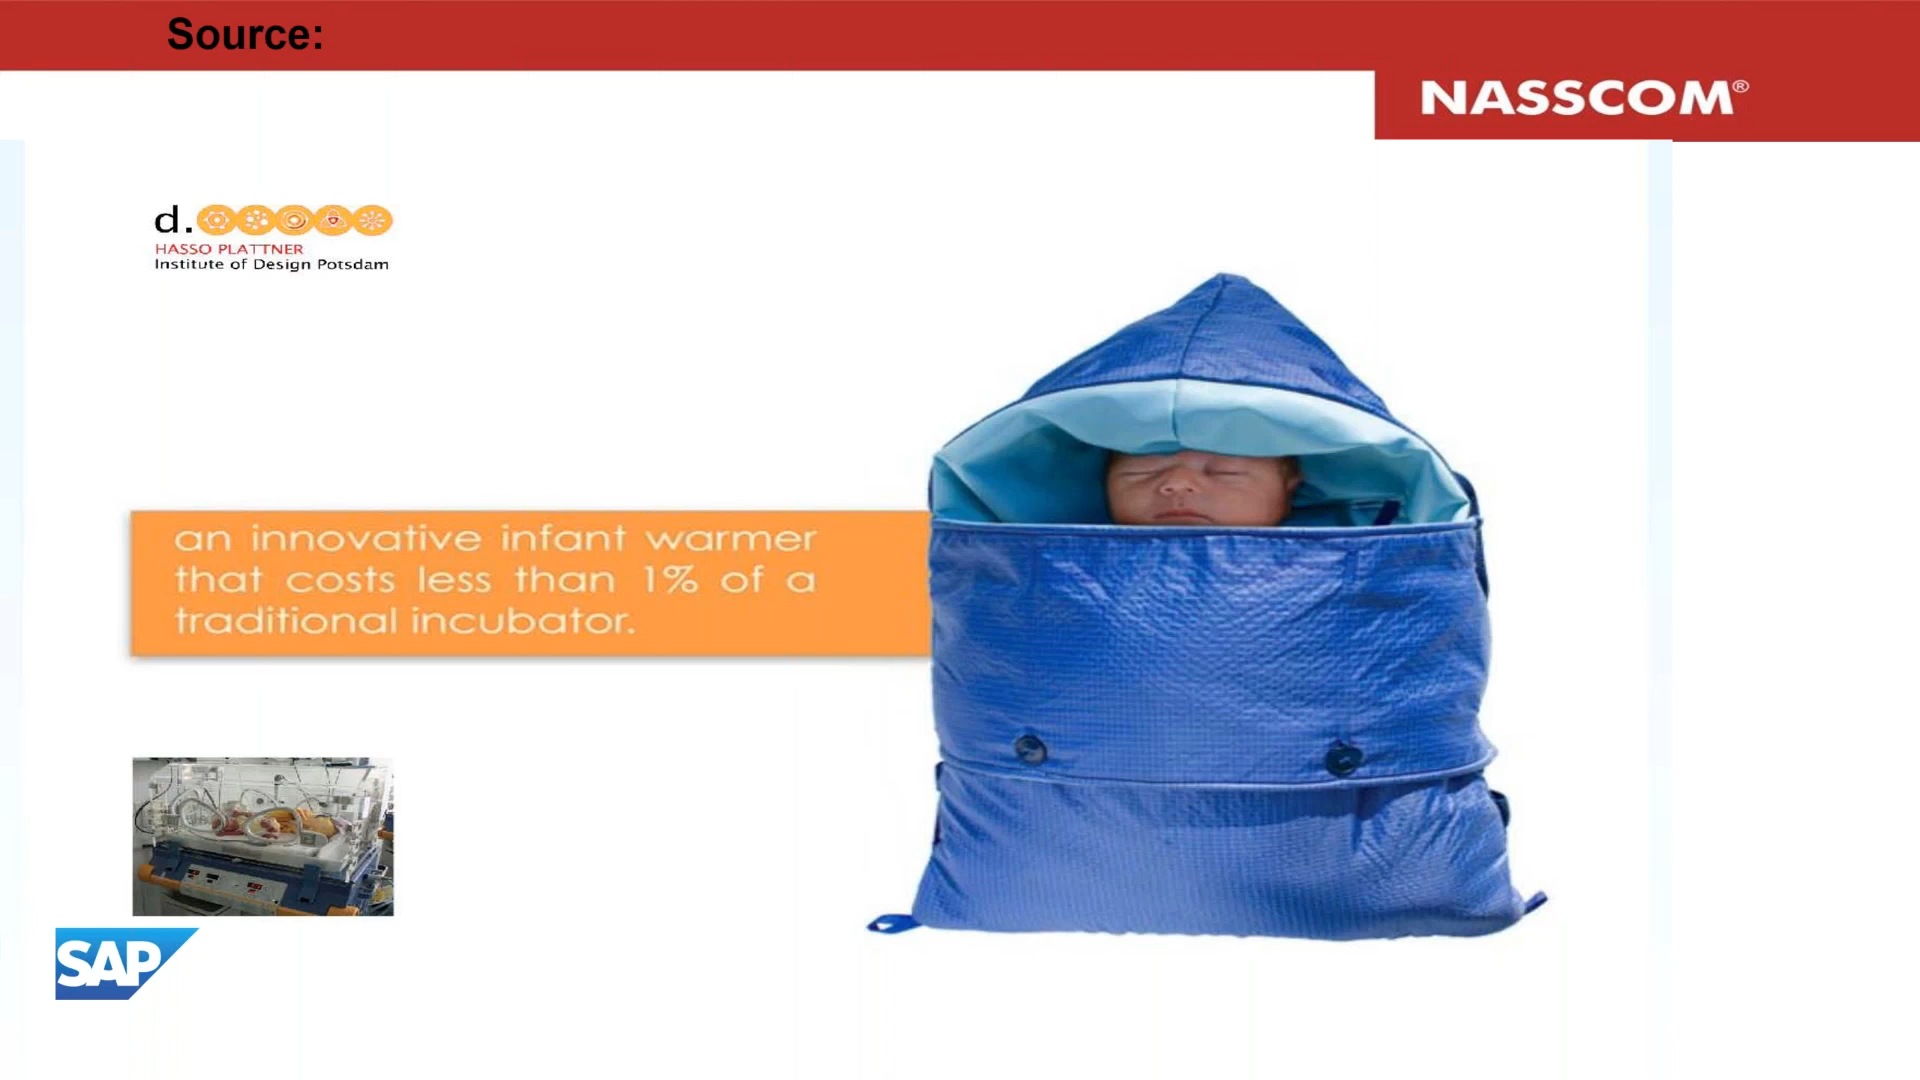 Source:
NASSCOM®
d.
HASSO PLATTNER
Institute of Design Potsdam
an innovative infant warmer
that costs less than 1% of a
traditional incubator.
SAP